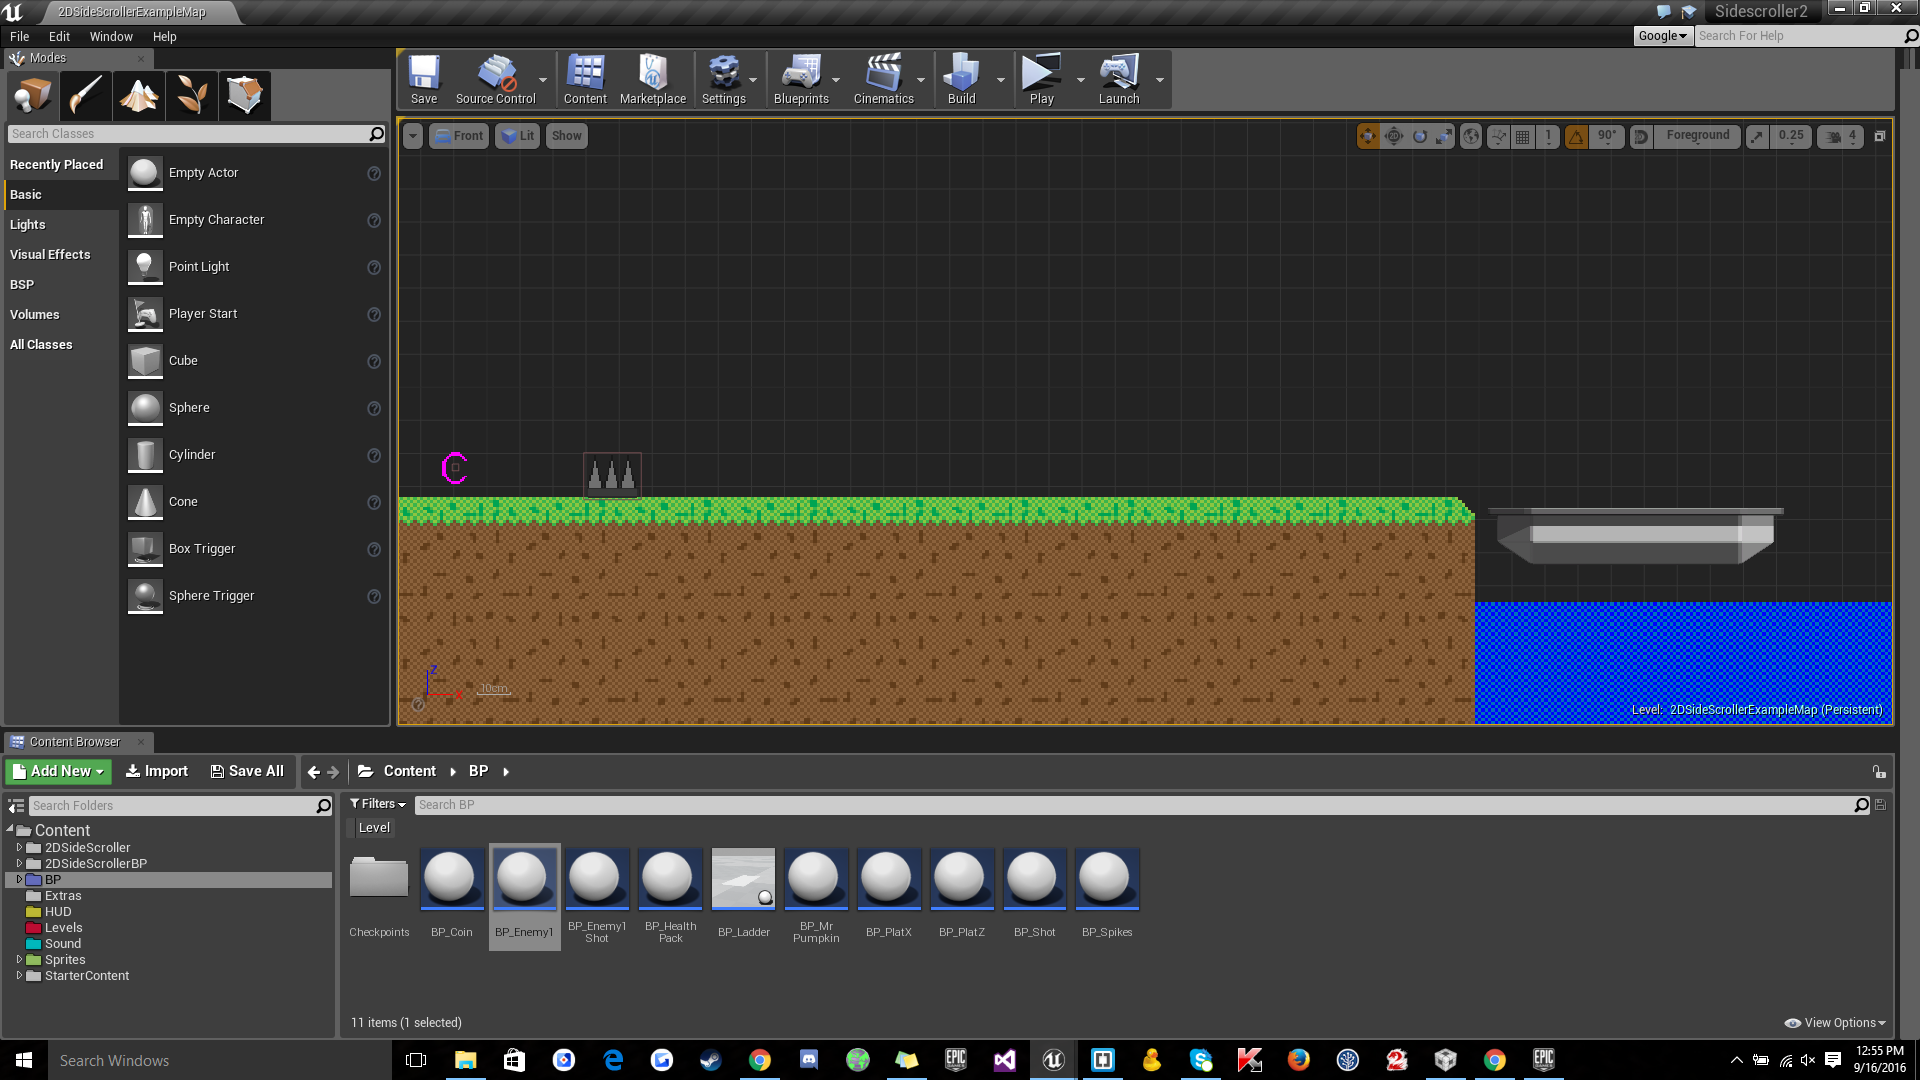 2DSideScrollerExampleMap
Sidescroller2
File Edit Window Help
Google Search For Help
Modes
Save Source Control Content Marketplace Settings Blueprints Cinematics Build Play Launch
Search Classes
Front Lit Show
1 90° Foreground 0.25 4
Recently Placed
Basic
Lights
Visual Effects
BSP
Volumes
All Classes
Empty Actor
Empty Character
Point Light
Player Start
Cube
Sphere
Cylinder
Cone
Box Trigger
Sphere Trigger
Z
X
10cm
Level: 2DSideScrollerExampleMap (Persistent)
Content Browser
Add New Import Save All Content BP
Search Folders
Filters Search BP
Level
Content
2DSideScroller
2DSideScrollerBP
BP
Extras
HUD
Levels
Sound
Sprites
StarterContent
Checkpoints
BP_Coin
BP_Enemy1
BP_Enemy1
Shot
BP_Health
Pack
BP_Ladder
BP_Mr
Pumpkin
BP_PlatX
BP_PlatZ
BP_Shot
BP_Spikes
11 items (1 selected)
View Options
Search Windows
EPIC
GAMES
EPIC
GAMES
12:55 PM
9/16/2016